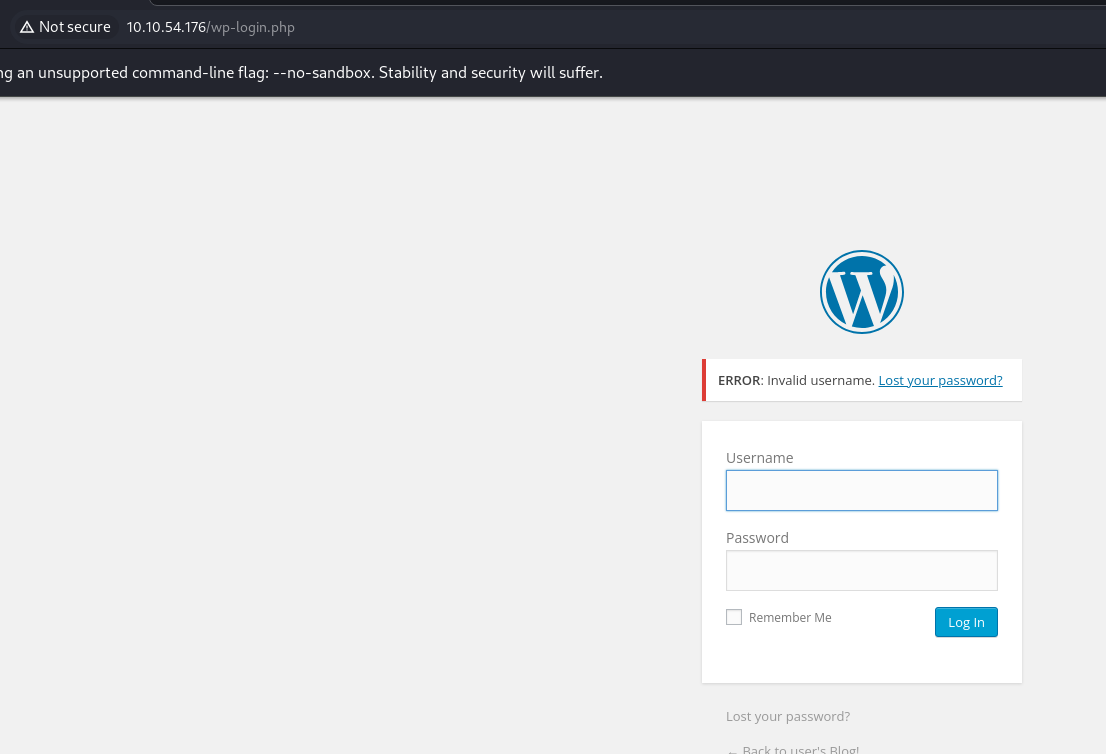 Not secure 10.10.54.176/wp-login.php
an unsupported command-line flag: --no-sandbox. Stability and security will suffer.
ERROR: Invalid username. Lost your password?
Username
Password
Remember Me
Log In
Lost your password?
← Back to user's Blog!